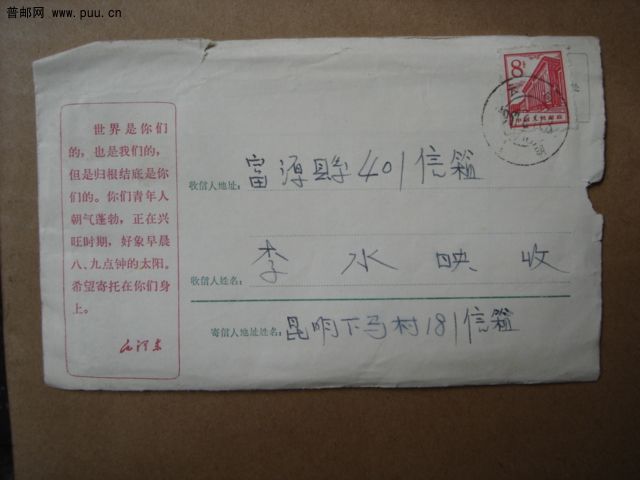 普邮网 www.puu.cn
8分
中国人民邮政
世界是你们
的，也是我们的，
但是归根结底是你
们的。你们青年人
朝气蓬勃，正在兴
旺时期，好象早晨
八、九点钟的太阳。
希望寄托在你们身
上。
毛泽东
收信人地址：富源縣401信箱
收信人姓名：李水映收
寄信人地址姓名：昆明下马村181信箱